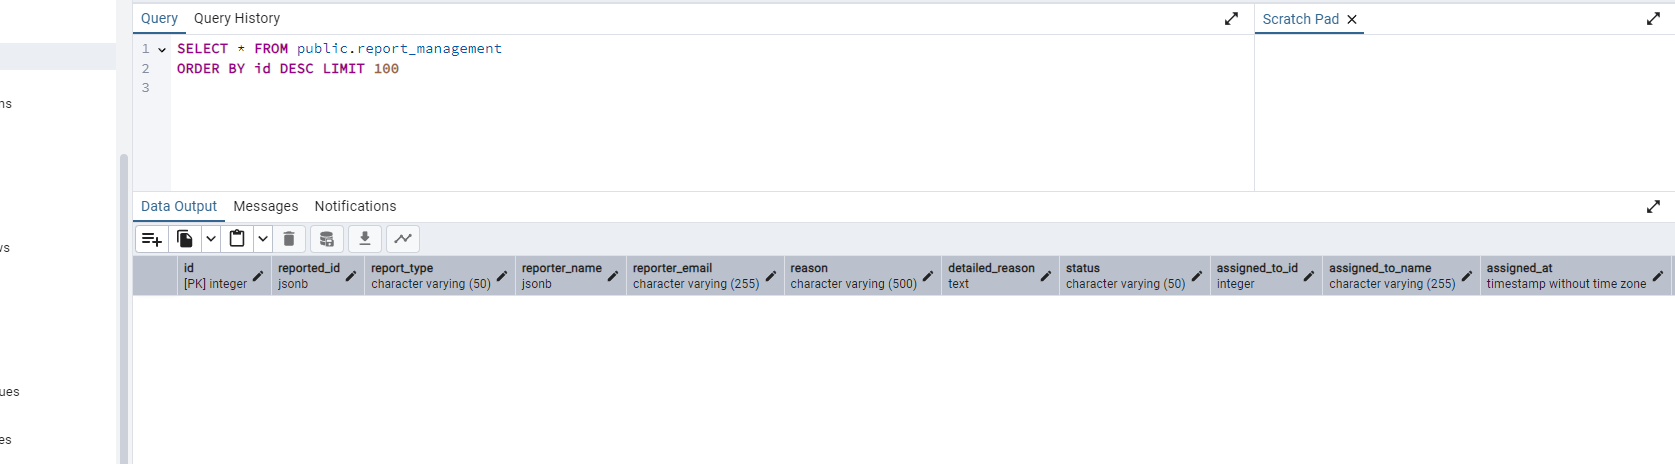 Query Query History
Scratch Pad
1 SELECT * FROM public.report_management
2 ORDER BY id DESC LIMIT 100
3
ns
ws
ues
es
Data Output Messages Notifications
id reported_id report_type reporter_name reporter_email reason detailed_reason status assigned_to_id assigned_to_name assigned_at
[PK] integer jsonb character varying (50) jsonb character varying (255) character varying (500) text character varying (50) integer character varying (255) timestamp without time zone